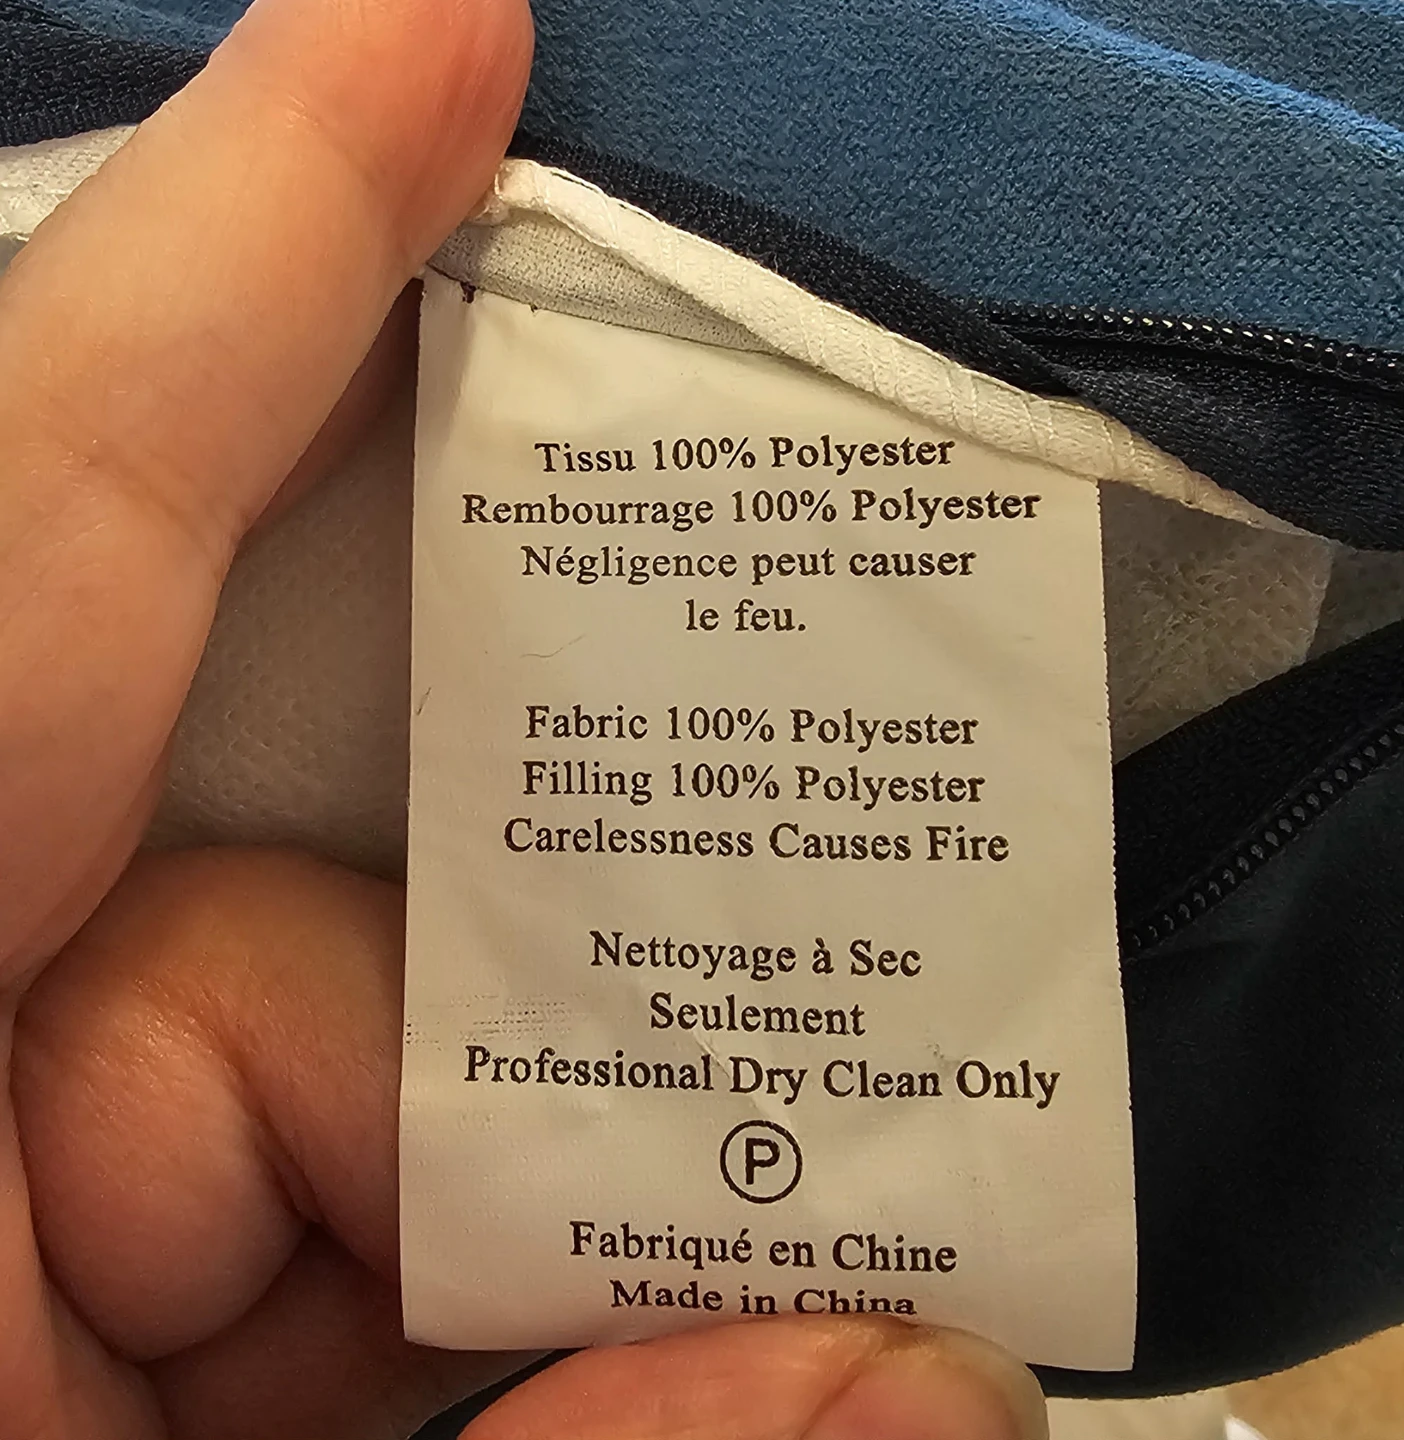 Tissu 100% Polyester
Rembourrage 100% Polyester
Négligence peut causer
le feu.
Fabric 100% Polyester
Filling 100% Polyester
Carelessness Causes Fire
Nettoyage à Sec
Seulement
Professional Dry Clean Only
P
Fabriqué en Chine
Made in China